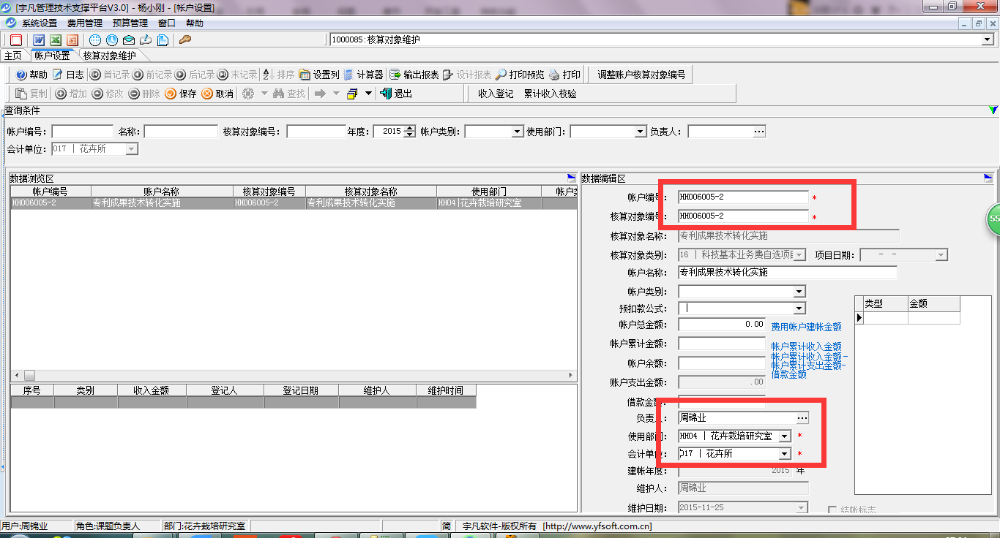 [宇凡管理技术支撑平台V3.0] - 杨小刚 - [帐户设置]
系统设置 费用管理 预算管理 窗口 帮助
1000085:核算对象维护
主页 帐户设置 核算对象维护
帮助 日志 首记录 前记录 后记录 末记录 排序 设置列 计算器 输出报表 设计报表 打印预览 打印 调整账户核算对象编号
复制 增加 修改 删除 保存 取消 查找 退出 收入登记 累计收入校验
查询条件
帐户编号: 名称: 核算对象编号: 年度: 2015 帐户类别: 使用部门: 负责人:
会计单位: 017 | 花卉所
数据浏览区
帐户编号 账户名称 核算对象编号 核算对象名称 使用部门
HH006005-2 专利成果技术转化实施 HH006005-2 专利成果技术转化实施 HH04|花卉栽培研究室
序号 类别 收入金额 登记人 登记日期 维护人 维护时间
数据编辑区
帐户编号: HH006005-2 *
核算对象编号: HH006005-2 *
核算对象名称: 专利成果技术转化实施
核算对象类别: 16 | 科技基本业务费自选项目 项目日期: - -
帐户名称: 专利成果技术转化实施
帐户类别:
预扣款公式: |
帐户总金额: 0.00 费用帐户建帐金额
帐户累计金额: 帐户累计收入金额
帐户余额: 帐户累计收入金额-
帐户累计支出金额-
借款金额
账户支出金额: .00
借款金额:
负责人: 周锦业
使用部门: HH04 | 花卉栽培研究室 *
会计单位: 017 | 花卉所 *
建帐年度: 2015 年
维护人: 周锦业
维护日期: 2015-11-25 结帐标志
类型 金额
55
用户:周锦业 角色:课题负责人 部门:花卉栽培研究室 简 宇凡软件-版权所有 [http://www.yfsoft.com.cn]